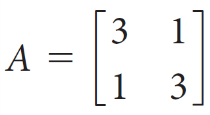 A = [3 1
1 3]